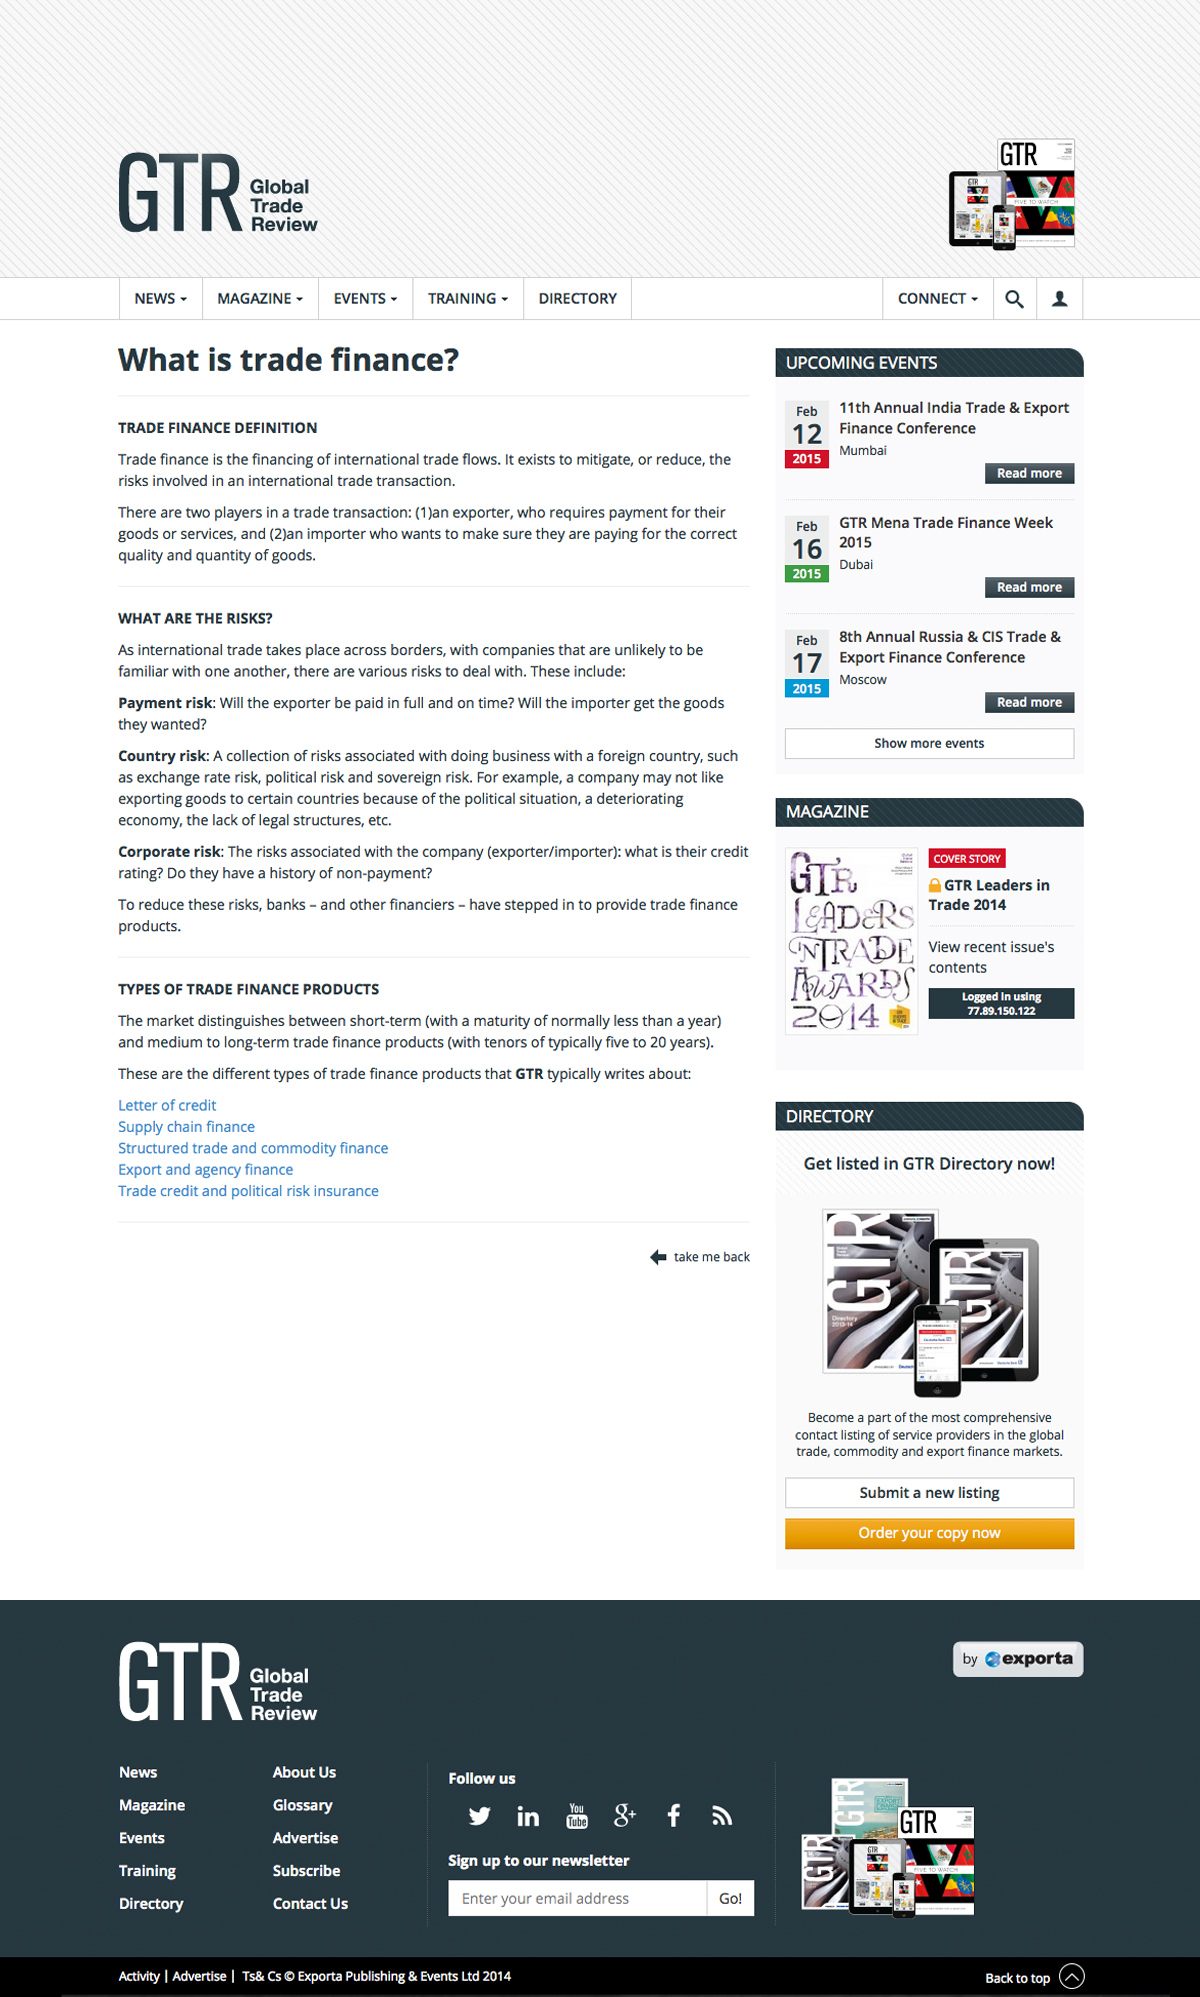 GTR Global
Trade
Review
GTR
FIVE TO WATCH
NEWS
MAGAZINE
EVENTS
TRAINING
DIRECTORY
CONNECT
What is trade finance?
TRADE FINANCE DEFINITION
Trade finance is the financing of international trade flows. It exists to mitigate, or reduce, the
risks involved in an international trade transaction.
There are two players in a trade transaction: (1)an exporter, who requires payment for their
goods or services, and (2)an importer who wants to make sure they are paying for the correct
quality and quantity of goods.
WHAT ARE THE RISKS?
As international trade takes place across borders, with companies that are unlikely to be
familiar with one another, there are various risks to deal with. These include:
Payment risk: Will the exporter be paid in full and on time? Will the importer get the goods
they wanted?
Country risk: A collection of risks associated with doing business with a foreign country, such
as exchange rate risk, political risk and sovereign risk. For example, a company may not like
exporting goods to certain countries because of the political situation, a deteriorating
economy, the lack of legal structures, etc.
Corporate risk: The risks associated with the company (exporter/importer): what is their credit
rating? Do they have a history of non-payment?
To reduce these risks, banks – and other financiers – have stepped in to provide trade finance
products.
TYPES OF TRADE FINANCE PRODUCTS
The market distinguishes between short-term (with a maturity of normally less than a year)
and medium to long-term trade finance products (with tenors of typically five to 20 years).
These are the different types of trade finance products that GTR typically writes about:
Letter of credit
Supply chain finance
Structured trade and commodity finance
Export and agency finance
Trade credit and political risk insurance
take me back
UPCOMING EVENTS
Feb
12
2015
11th Annual India Trade & Export
Finance Conference
Mumbai
Read more
Feb
16
2015
GTR Mena Trade Finance Week
2015
Dubai
Read more
Feb
17
2015
8th Annual Russia & CIS Trade &
Export Finance Conference
Moscow
Read more
Show more events
MAGAZINE
GTR
LEADERS
IN TRADE
AWARDS
2014
COVER STORY
GTR Leaders in
Trade 2014
View recent issue's
contents
Logged in using
77.89.150.122
DIRECTORY
Get listed in GTR Directory now!
GTR
Global
Trade
Review
Directory
2013-14
GTR
Become a part of the most comprehensive
contact listing of service providers in the global
trade, commodity and export finance markets.
Submit a new listing
Order your copy now
GTR Global
Trade
Review
by exporta
News
Magazine
Events
Training
Directory
About Us
Glossary
Advertise
Subscribe
Contact Us
Follow us
You
Tube
Sign up to our newsletter
Enter your email address
Go!
GTR
GTR
GTR
FIVE TO WATCH
Activity | Advertise | Ts& Cs © Exporta Publishing & Events Ltd 2014
Back to top